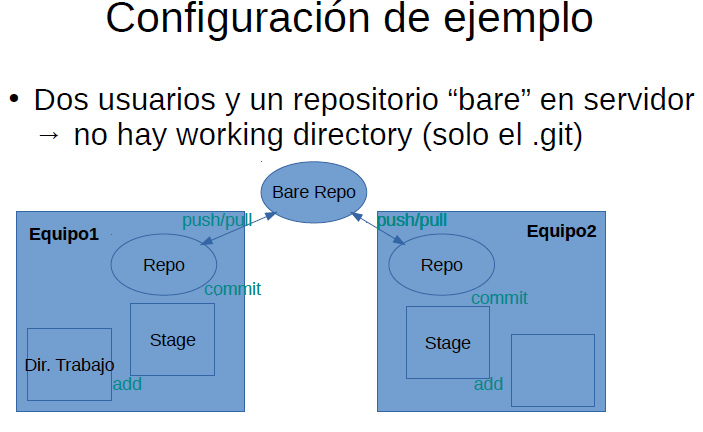 Configuración de ejemplo
• Dos usuarios y un repositorio “bare” en servidor
→ no hay working directory (solo el .git)
Bare Repo
push/pull
push/pull
Equipo1
Repo
commit
Stage
Dir. Trabajo
add
Equipo2
Repo
commit
Stage
add